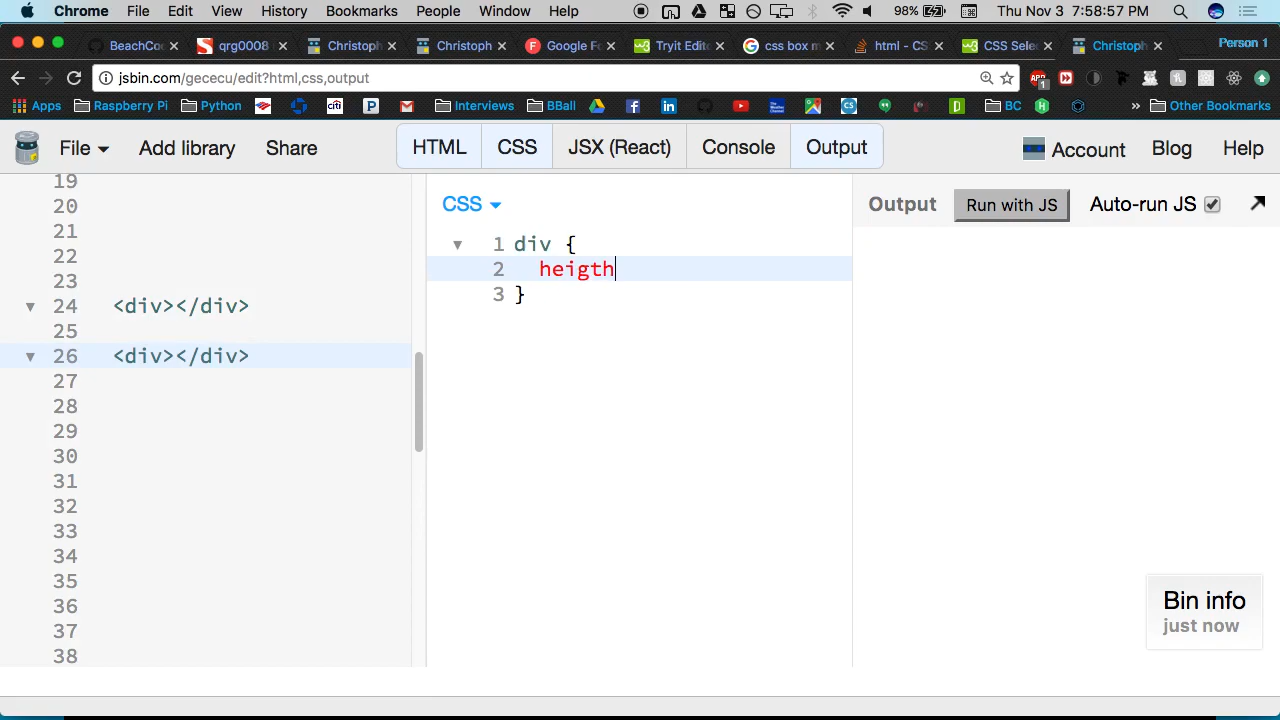 Chrome File Edit View History Bookmarks People Window Help 98% Thu Nov 3 7:58:57 PM
BeachCo qrg0008 Christoph Christoph Google Fo Tryit Edit css box m html - CS CSS Sele Christoph Person 1
jsbin.com/gececu/edit?html,css,output
Apps Raspberry Pi Python Interviews BBall BC » Other Bookmarks
File Add library Share HTML CSS JSX (React) Console Output Account Blog Help
19
20
21
22
23
24 <div></div>
25
26 <div></div>
27
28
29
30
31
32
33
34
35
36
37
38
CSS
1 div {
2 heigth
3 }
Output Run with JS Auto-run JS
Bin info
just now